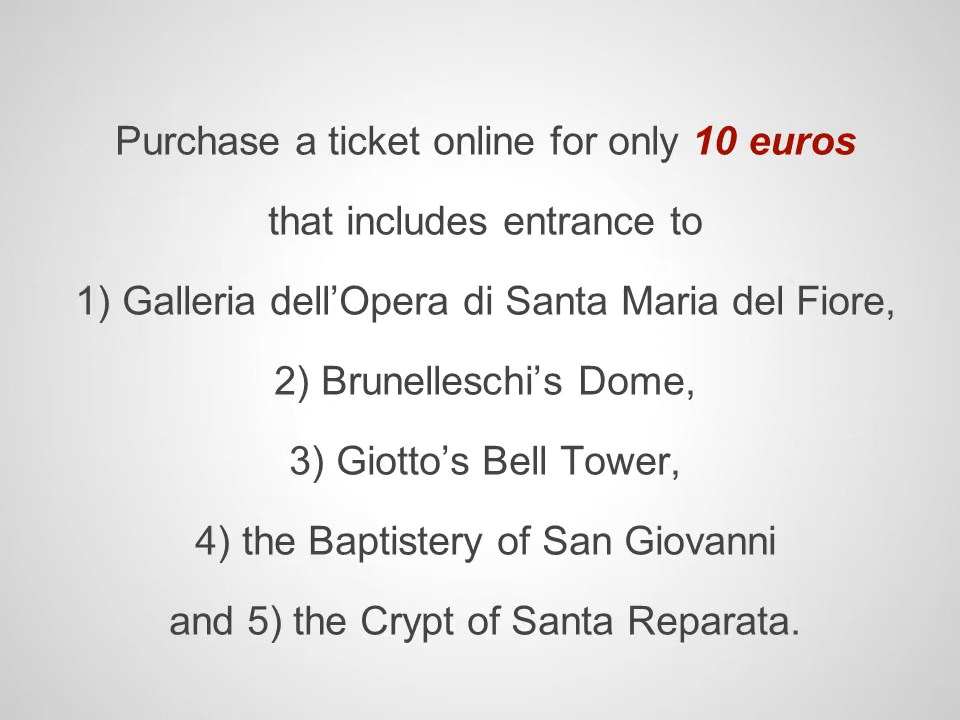 Purchase a ticket online for only 10 euros
that includes entrance to
1) Galleria dell’Opera di Santa Maria del Fiore,
2) Brunelleschi’s Dome,
3) Giotto’s Bell Tower,
4) the Baptistery of San Giovanni
and 5) the Crypt of Santa Reparata.